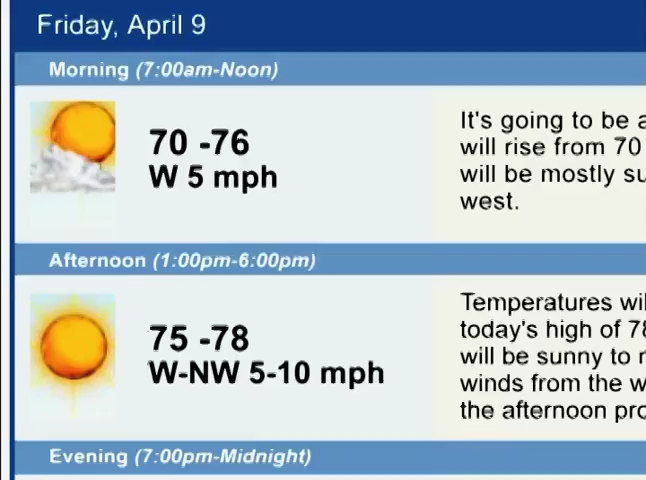 Friday, April 9
Morning (7:00am-Noon)
70 -76
W 5 mph
It's going to be a
will rise from 70
will be mostly su
west.
Afternoon (1:00pm-6:00pm)
75 -78
W-NW 5-10 mph
Temperatures wil
today's high of 78
will be sunny to
winds from the w
the afternoon pro
Evening (7:00pm-Midnight)